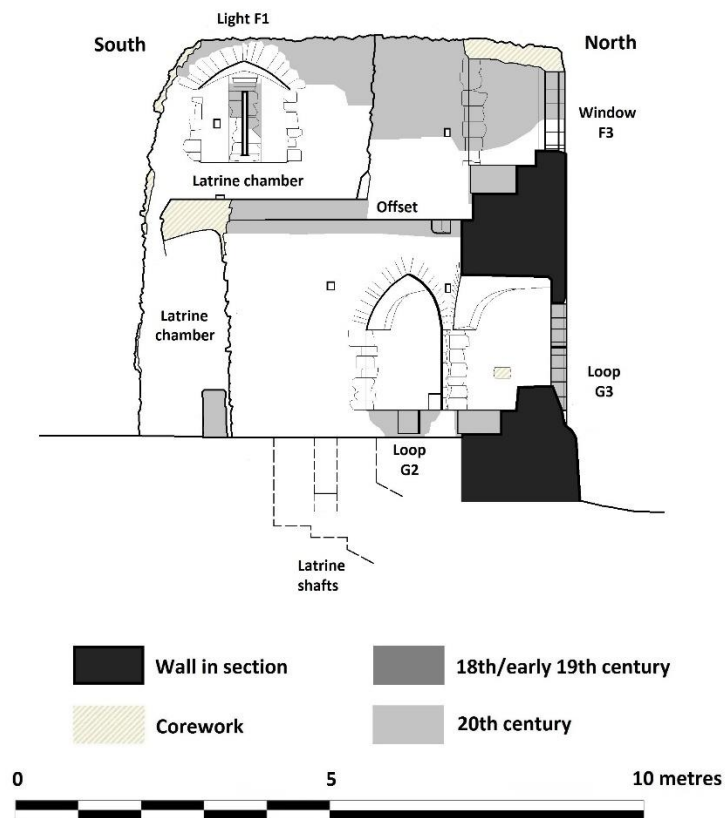 Light F1
South
North
Window
F3
Latrine chamber
Offset
Latrine
chamber
Loop
G3
Loop
G2
Latrine
shafts
Wall in section
18th/early 19th century
Corework
20th century
0
5
10 metres